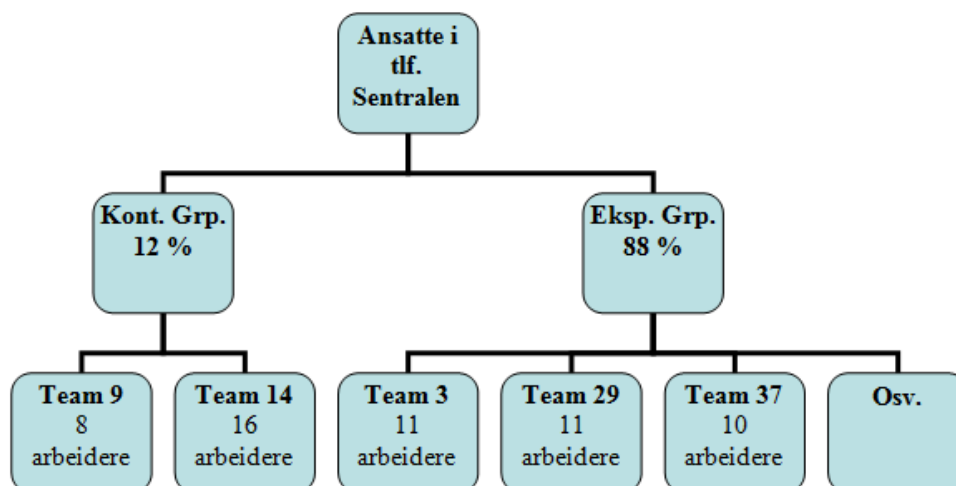 Ansatte i
tlf.
Sentralen
Kont. Grp.
12 %
Eksp. Grp.
88 %
Team 9
8
arbeidere
Team 14
16
arbeidere
Team 3
11
arbeidere
Team 29
11
arbeidere
Team 37
10
arbeidere
Osv.